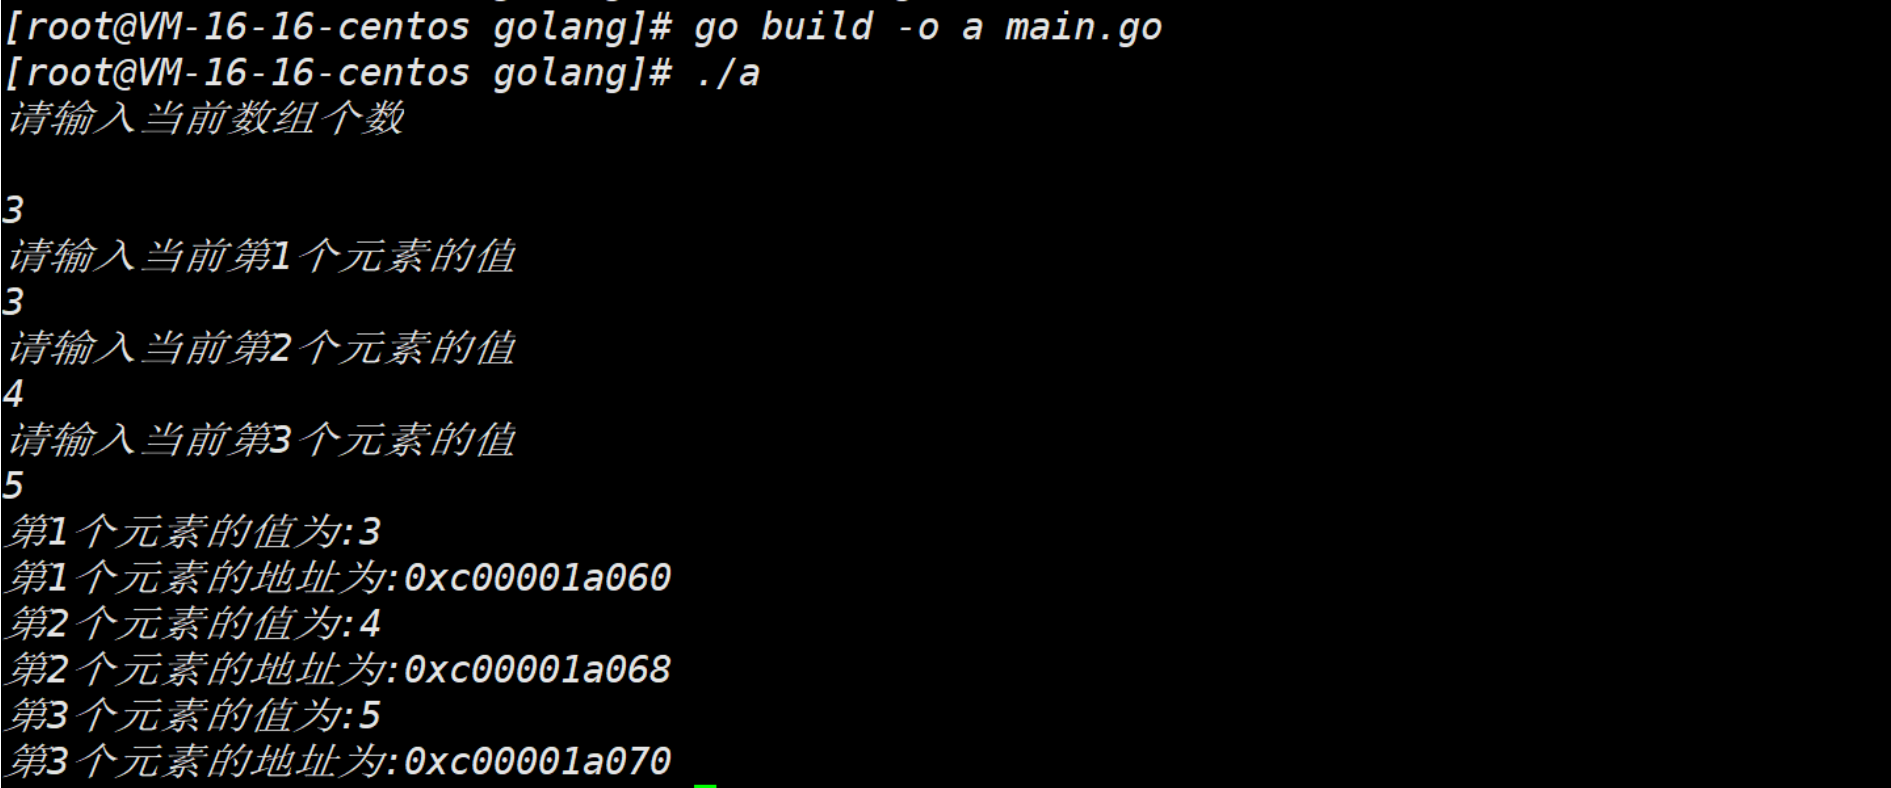 [root@VM-16-16-centos golang]# go build -o a main.go
[root@VM-16-16-centos golang]# ./a
请输入当前数组个数
3
请输入当前第1个元素的值
3
请输入当前第2个元素的值
4
请输入当前第3个元素的值
5
第1个元素的值为:3
第1个元素的地址为:0xc00001a060
第2个元素的值为:4
第2个元素的地址为:0xc00001a068
第3个元素的值为:5
第3个元素的地址为:0xc00001a070